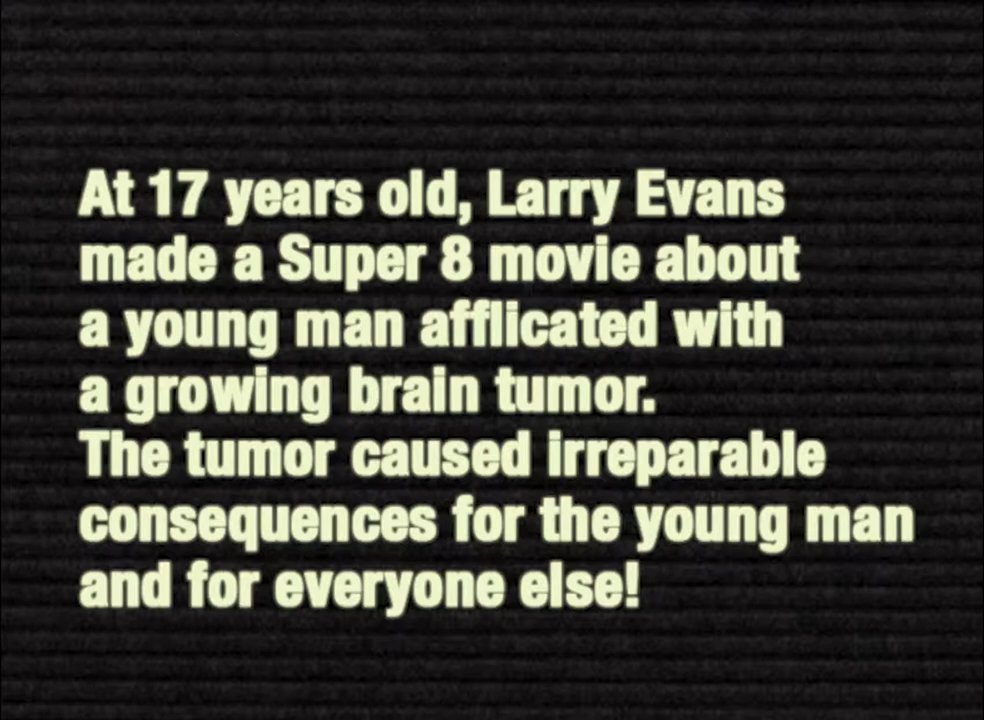 At 17 years old, Larry Evans
made a Super 8 movie about
a young man afflicated with
a growing brain tumor.
The tumor caused irreparable
consequences for the young man
and for everyone else!